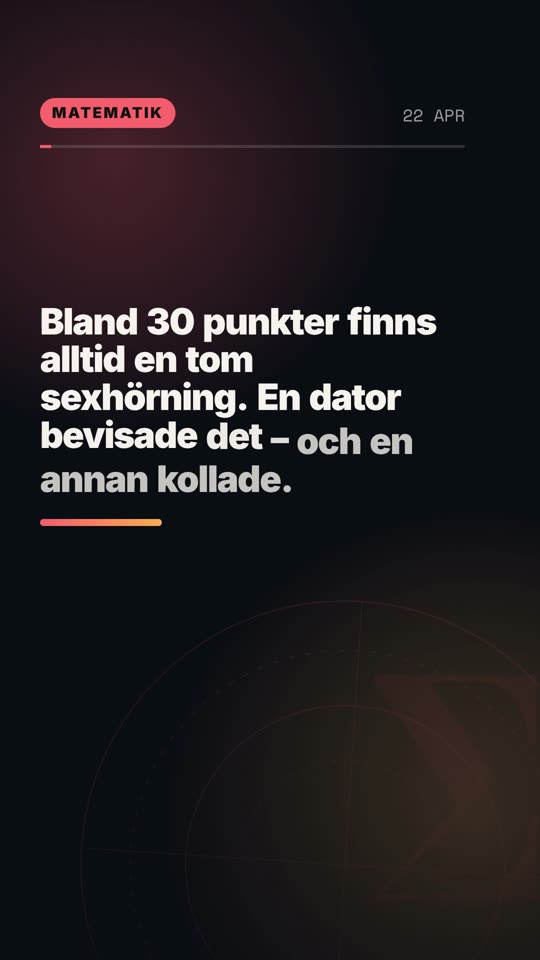 MATEMATIK
22 APR
Bland 30 punkter finns
alltid en tom
sexhörning. En dator
bevisade det – och en
annan kollade.
Σ